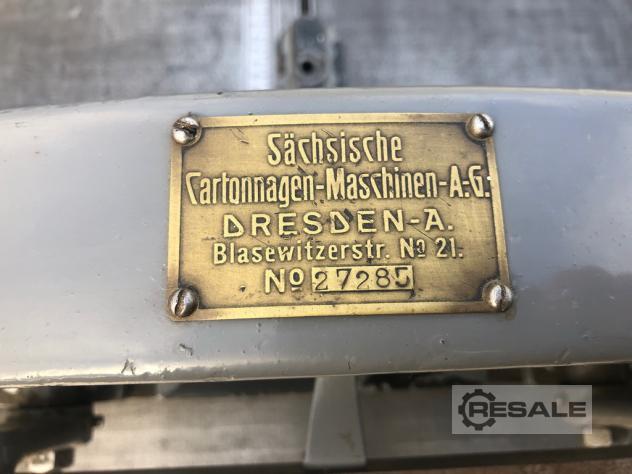 Sächsische
Cartonnagen-Maschinen-A.-G.
DRESDEN-A.
Blasewitzerstr. No 21.
No 27285
RESALE